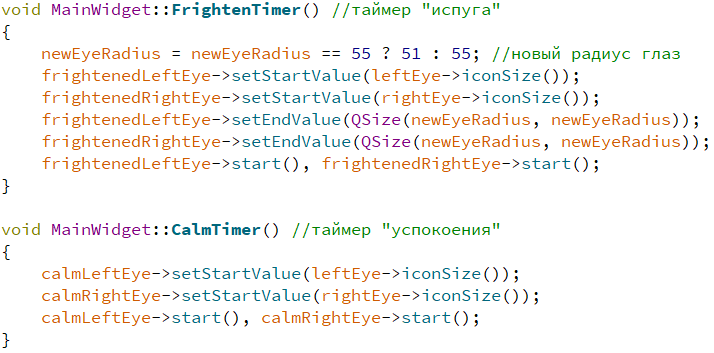 void MainWidget::FrightenTimer() //таймер "испуга"
{
    newEyeRadius = newEyeRadius == 55 ? 51 : 55; //новый радиус глаз
    frightenedLeftEye->setStartValue(leftEye->iconSize());
    frightenedRightEye->setStartValue(rightEye->iconSize());
    frightenedLeftEye->setEndValue(QSize(newEyeRadius, newEyeRadius));
    frightenedRightEye->setEndValue(QSize(newEyeRadius, newEyeRadius));
    frightenedLeftEye->start(), frightenedRightEye->start();
}

void MainWidget::CalmTimer() //таймер "успокоения"
{
    calmLeftEye->setStartValue(leftEye->iconSize());
    calmRightEye->setStartValue(rightEye->iconSize());
    calmLeftEye->start(), calmRightEye->start();
}